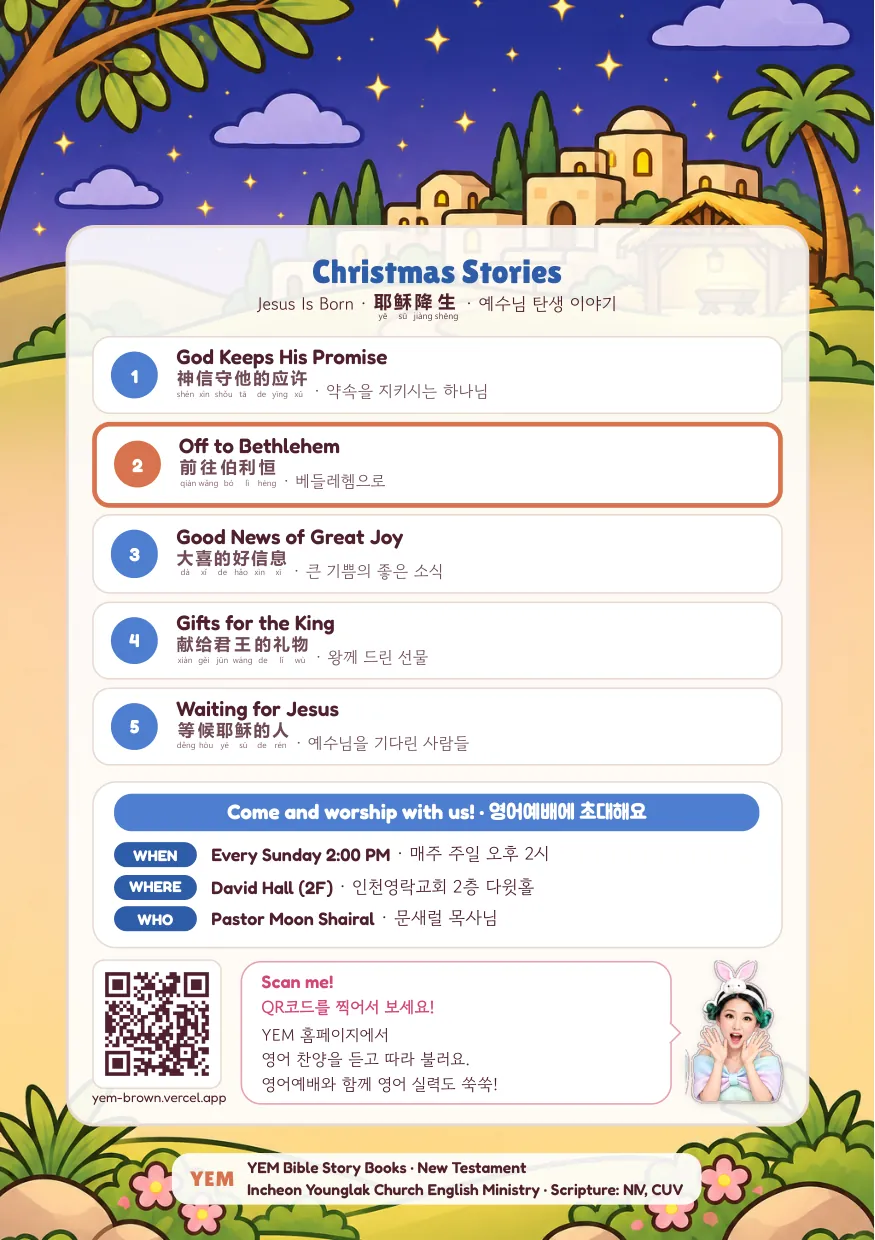 Christmas Stories
Jesus Is Born · 耶稣降生 · 예수님 탄생 이야기
yē sū jiàng shēng
1
God Keeps His Promise
神信守他的应许 · 약속을 지키시는 하나님
shén xìn shǒu tā de yìng xǔ
2
Off to Bethlehem
前往伯利恒 · 베들레헴으로
qián wǎng bó lì héng
3
Good News of Great Joy
大喜的好信息 · 큰 기쁨의 좋은 소식
dà xǐ de hǎo xìn xī
4
Gifts for the King
献给君王的礼物 · 왕께 드린 선물
xiàn gěi jūn wáng de lǐ wù
5
Waiting for Jesus
等候耶稣的人 · 예수님을 기다린 사람들
děng hòu yē sū de rén
Come and worship with us! · 영어예배에 초대해요
WHEN Every Sunday 2:00 PM · 매주 주일 오후 2시
WHERE David Hall (2F) · 인천영락교회 2층 다윗홀
WHO Pastor Moon Shairal · 문새럴 목사님
Scan me!
QR코드를 찍어서 보세요!
YEM 홈페이지에서
영어 찬양을 듣고 따라 불러요.
영어예배와 함께 영어 실력도 쑥쑥!
yem-brown.vercel.app
YEM
YEM Bible Story Books · New Testament
Incheon Younglak Church English Ministry · Scripture: NIV, CUV